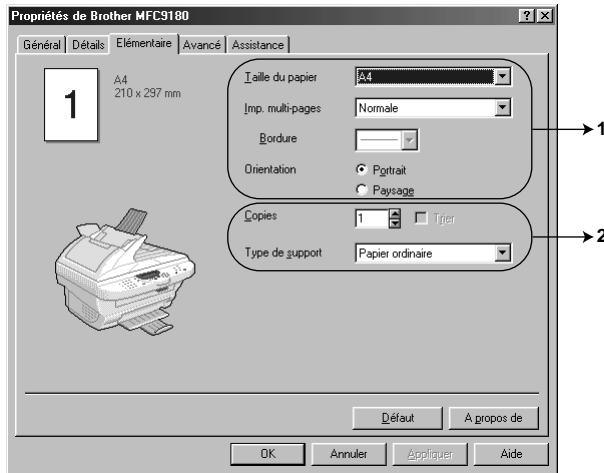 Propriétés de Brother MFC9180
Général Détails Elémentaire Avancé Assistance
1
A4
210 x 297 mm
Taille du papier A4
Imp. multi-pages Normale
Bordure
Orientation Portrait
Paysage
1
Copies 1 Trier
Type de support Papier ordinaire
2
Défaut A propos de
OK Annuler Appliquer Aide